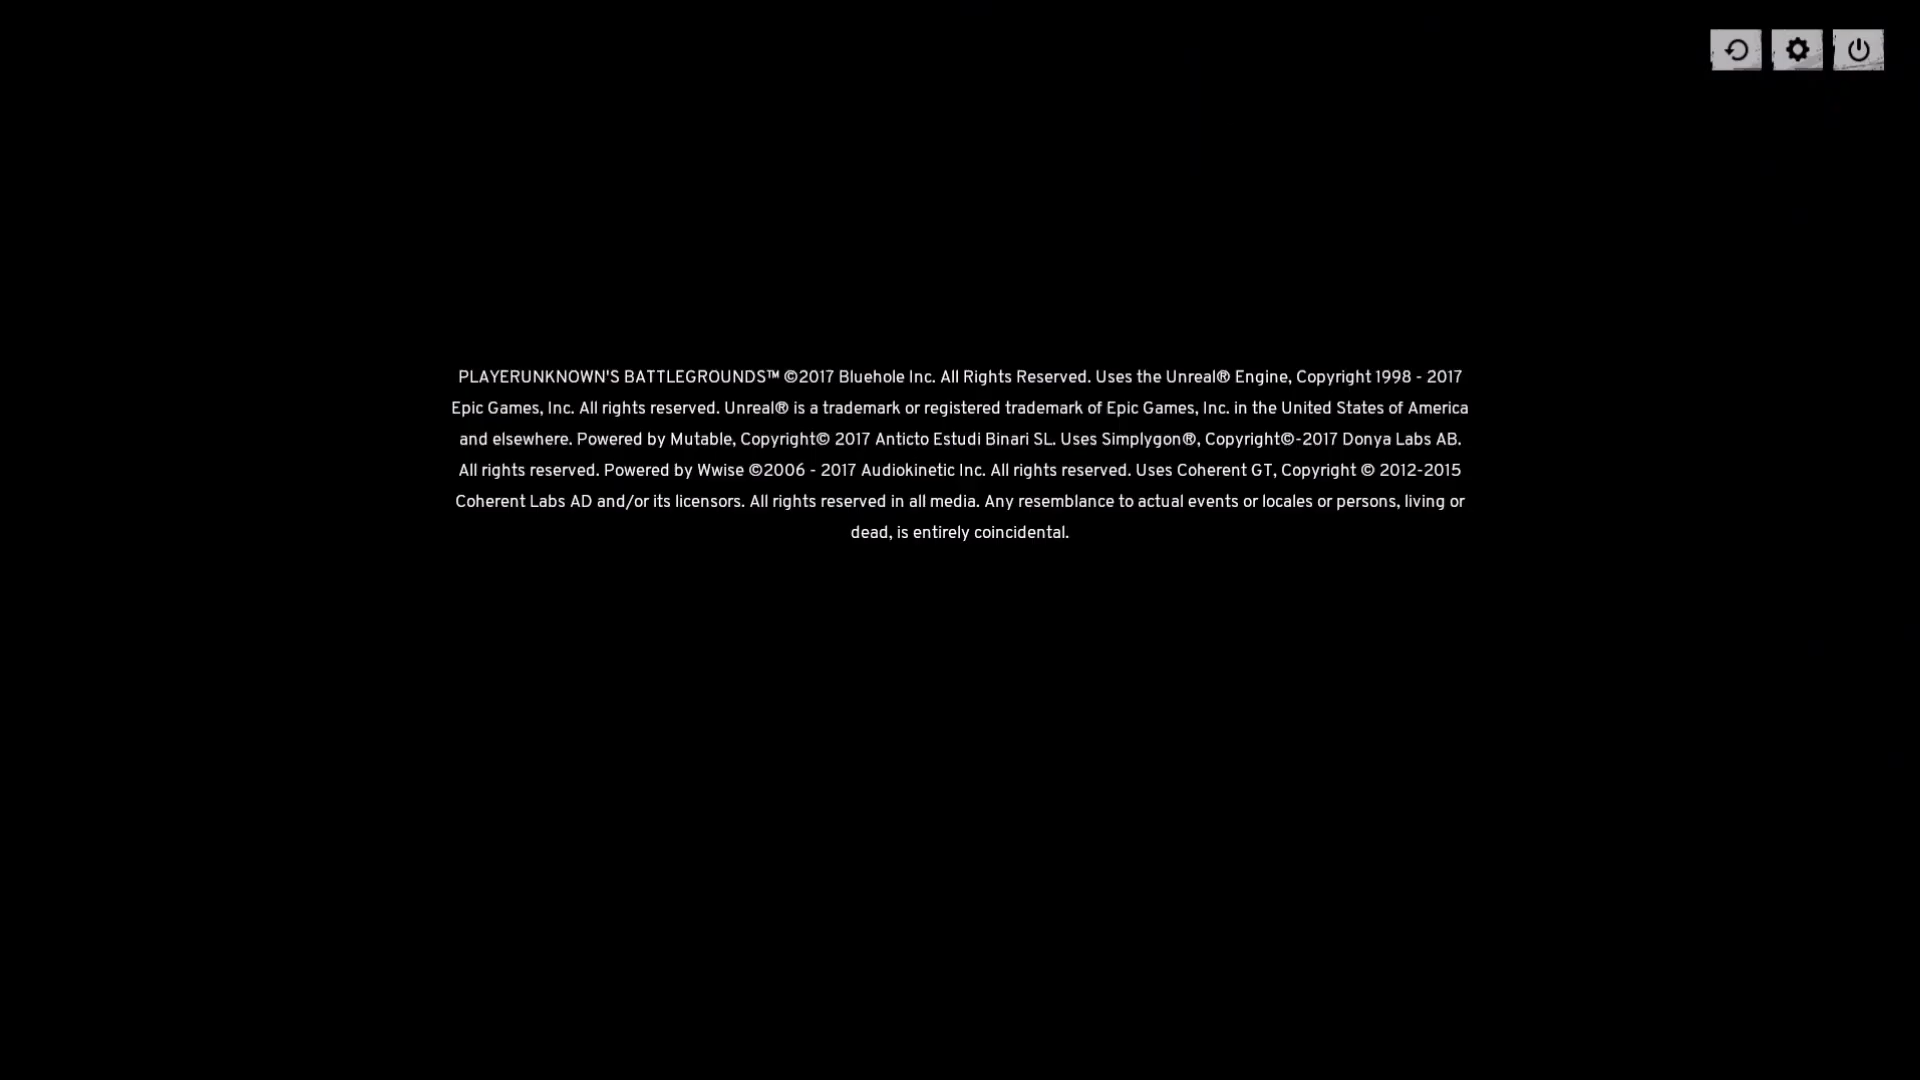 PLAYERUNKNOWN'S BATTLEGROUNDS™ ©2017 Bluehole Inc. All Rights Reserved. Uses the Unreal® Engine, Copyright 1998 - 2017
Epic Games, Inc. All rights reserved. Unreal® is a trademark or registered trademark of Epic Games, Inc. in the United States of America
and elsewhere. Powered by Mutable, Copyright© 2017 Anticto Estudi Binari SL. Uses Simplygon®, Copyright©-2017 Donya Labs AB.
All rights reserved. Powered by Wwise ©2006 - 2017 Audiokinetic Inc. All rights reserved. Uses Coherent GT, Copyright © 2012-2015
Coherent Labs AD and/or its licensors. All rights reserved in all media. Any resemblance to actual events or locales or persons, living or
dead, is entirely coincidental.